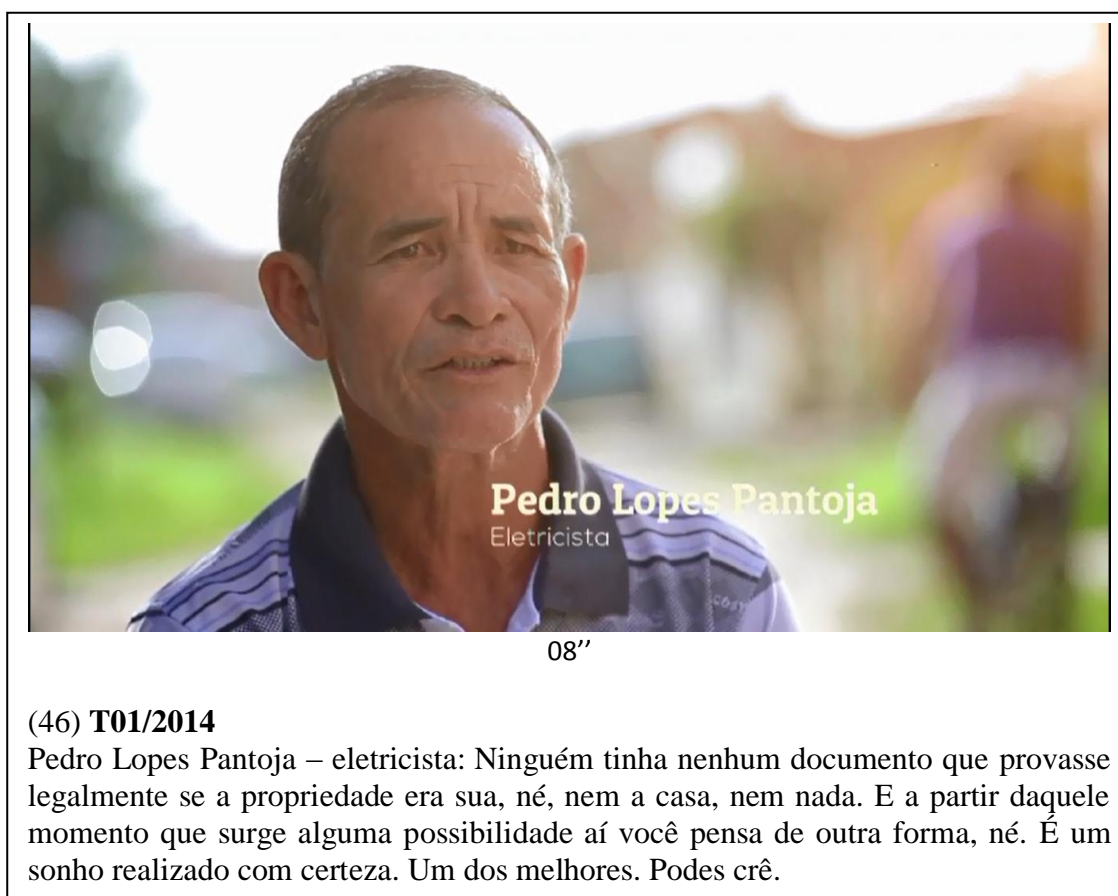 Pedro Lopes Pantoja
Eletricista
08’’
(46) T01/2014
Pedro Lopes Pantoja – eletricista: Ninguém tinha nenhum documento que provasse
legalmente se a propriedade era sua, né, nem a casa, nem nada. E a partir daquele
momento que surge alguma possibilidade aí você pensa de outra forma, né. É um
sonho realizado com certeza. Um dos melhores. Podes crê.